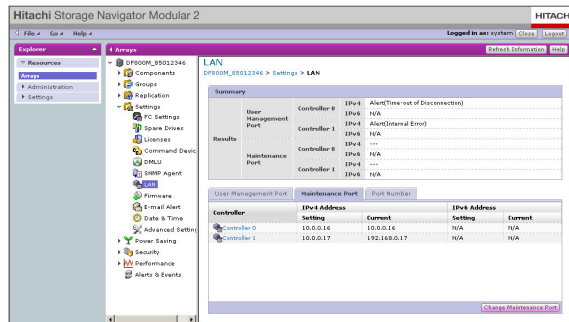 Hitachi Storage Navigator Modular 2
HITACH
File Go Help
Logged in as: system Close Logout
Explorer
Arrays
Refresh Information Help
Resources
Arrays
Administration
Settings
DF800M_85012346
Components
Groups
Replication
Settings
FC Settings
Spare Drives
Licenses
Command Devic
DMLU
SNMP Agent
LAN
Firmware
E-mail Alert
Date & Time
Advanced Setting
Power Saving
Security
Performance
Alerts & Events
LAN
DF800M_85012346 > Settings > LAN
Summary
Results
User Management Port
Controller 0
IPv4 Alert(Time-out of Disconnection)
IPv6 N/A
Controller 1
IPv4 Alert(Internal Error)
IPv6 N/A
Maintenance Port
Controller 0
IPv4 ---
IPv6 N/A
Controller 1
IPv4 ---
IPv6 N/A
User Management Port Maintenance Port Port Number
Controller IPv4 Address IPv6 Address
Setting Current Setting Current
Controller 0 10.0.0.16 10.0.0.16 N/A N/A
Controller 1 10.0.0.17 192.168.0.17 N/A N/A
Change Maintenance Port